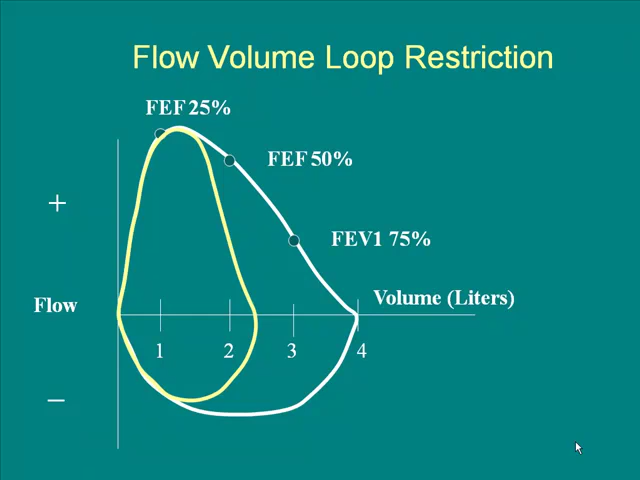 Flow Volume Loop Restriction
FEF 25%
FEF 50%
+
FEV1 75%
Volume (Liters)
Flow
1 2 3 4
–